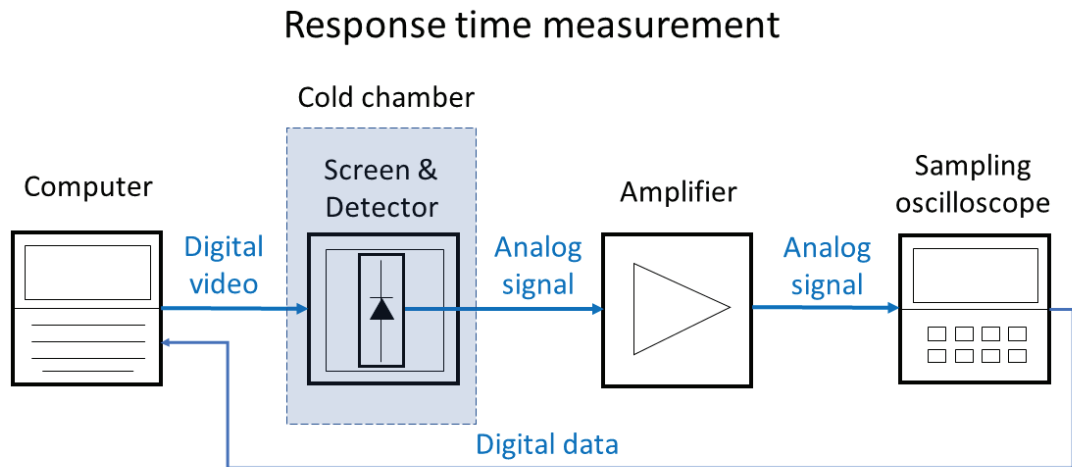 Response time measurement
Cold chamber
Computer
Screen &
Detector
Amplifier
Sampling
oscilloscope
Digital
video
Analog
signal
Analog
signal
Digital data